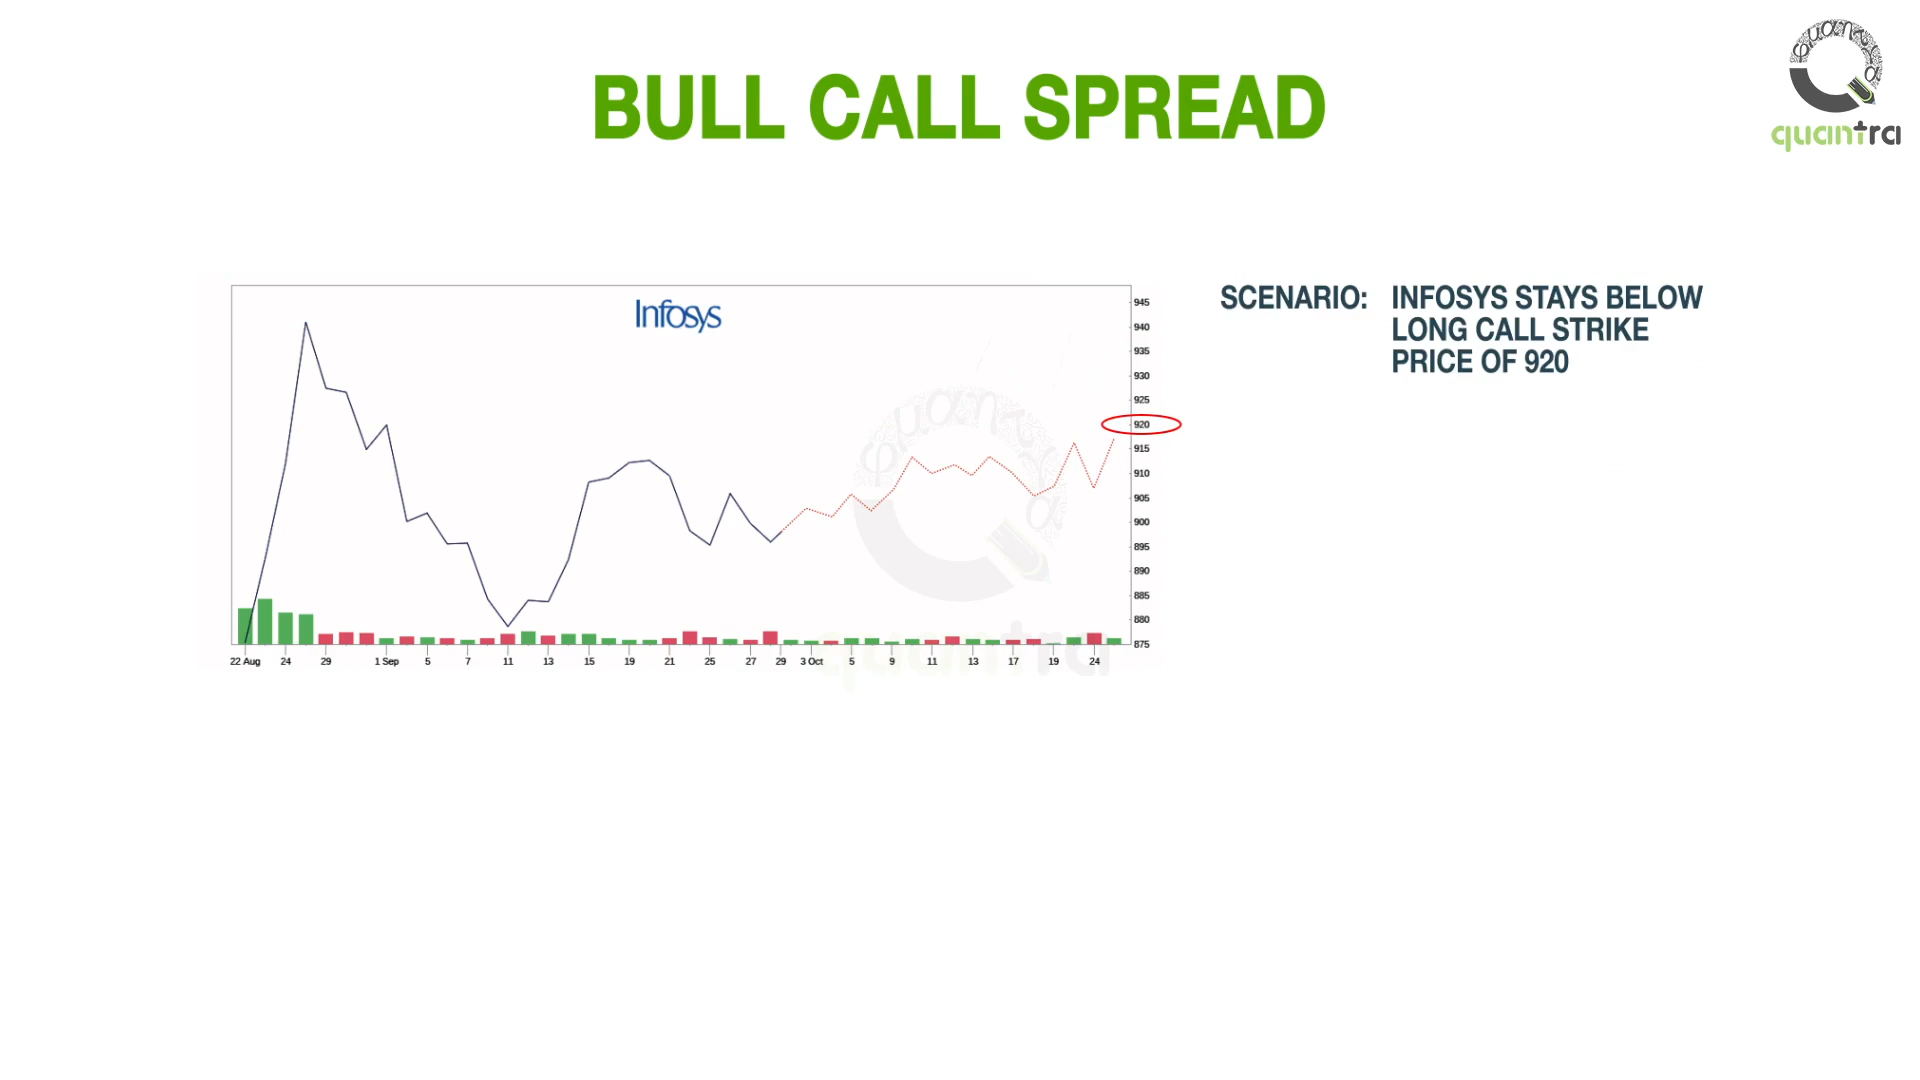 BULL CALL SPREAD
quantra
Infosys
SCENARIO: INFOSYS STAYS BELOW
LONG CALL STRIKE
PRICE OF 920
945
940
935
930
925
920
915
910
905
900
895
890
885
880
875
22 Aug 24 29 1 Sep 5 7 11 13 15 19 21 25 27 29 3 Oct 5 9 11 13 17 19 24
quantra